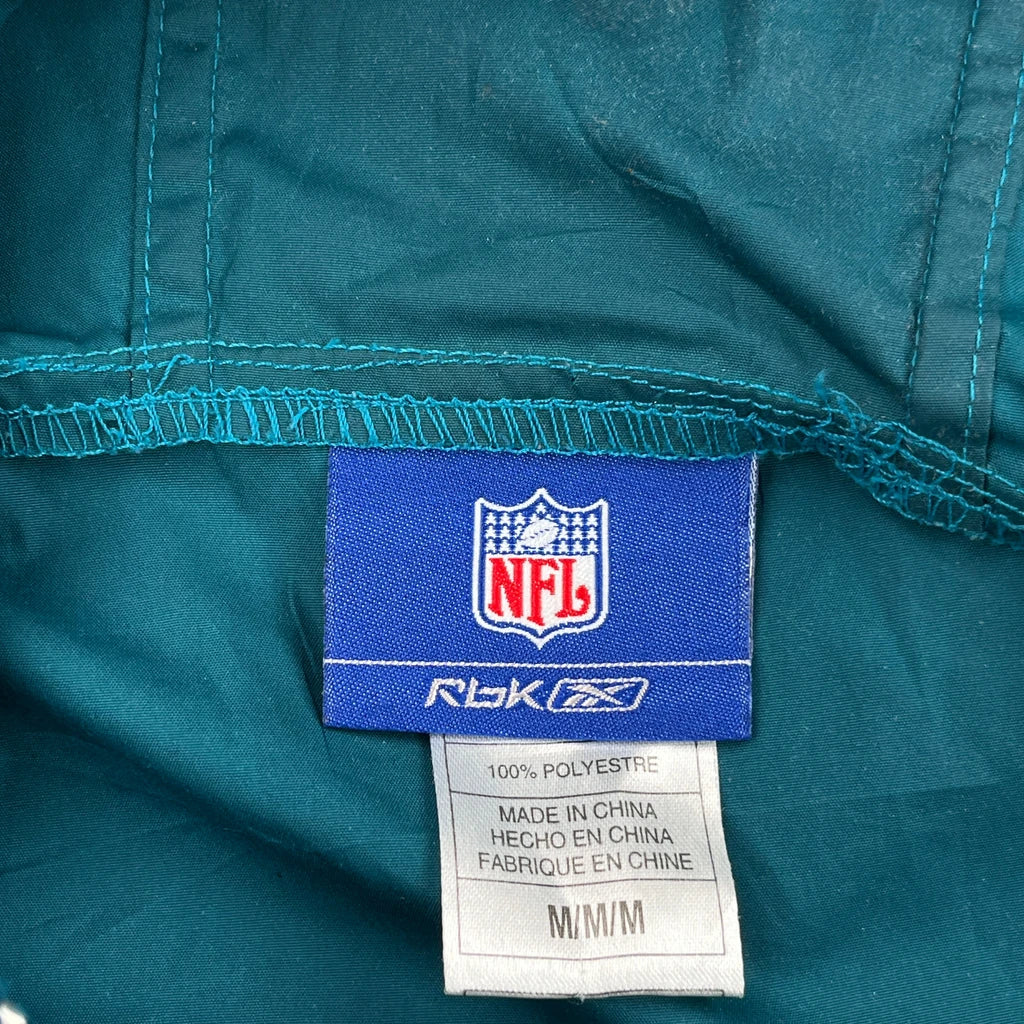 NFL
RbK
100% POLYESTRE
MADE IN CHINA
HECHO EN CHINA
FABRIQUE EN CHINE
M/M/M